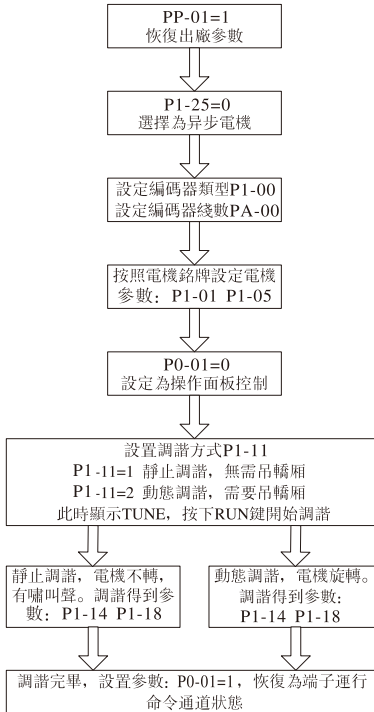 PP-01=1
恢復出廠參數
P1-25=0
選擇為异步電機
設定編码器類型P1-00
設定編码器綫數PA-00
按照電機銘牌設定電機
參數：P1-01 P1-05
P0-01=0
設定為操作面板控制
設置調諧方式P1-11
P1-11=1 靜止調諧，無需吊轎厢
P1-11=2 動態調諧，需要吊轎厢
此時顯示TUNE，按下RUN鍵開始調諧
靜止調諧，電機不轉，
有嘯叫聲。調諧得到參
數：P1-14 P1-18
動態調諧，電機旋轉。
調諧得到參數：
P1-14 P1-18
調諧完畢，設置參數：P0-01=1，恢復為端子運行
命令通道狀態